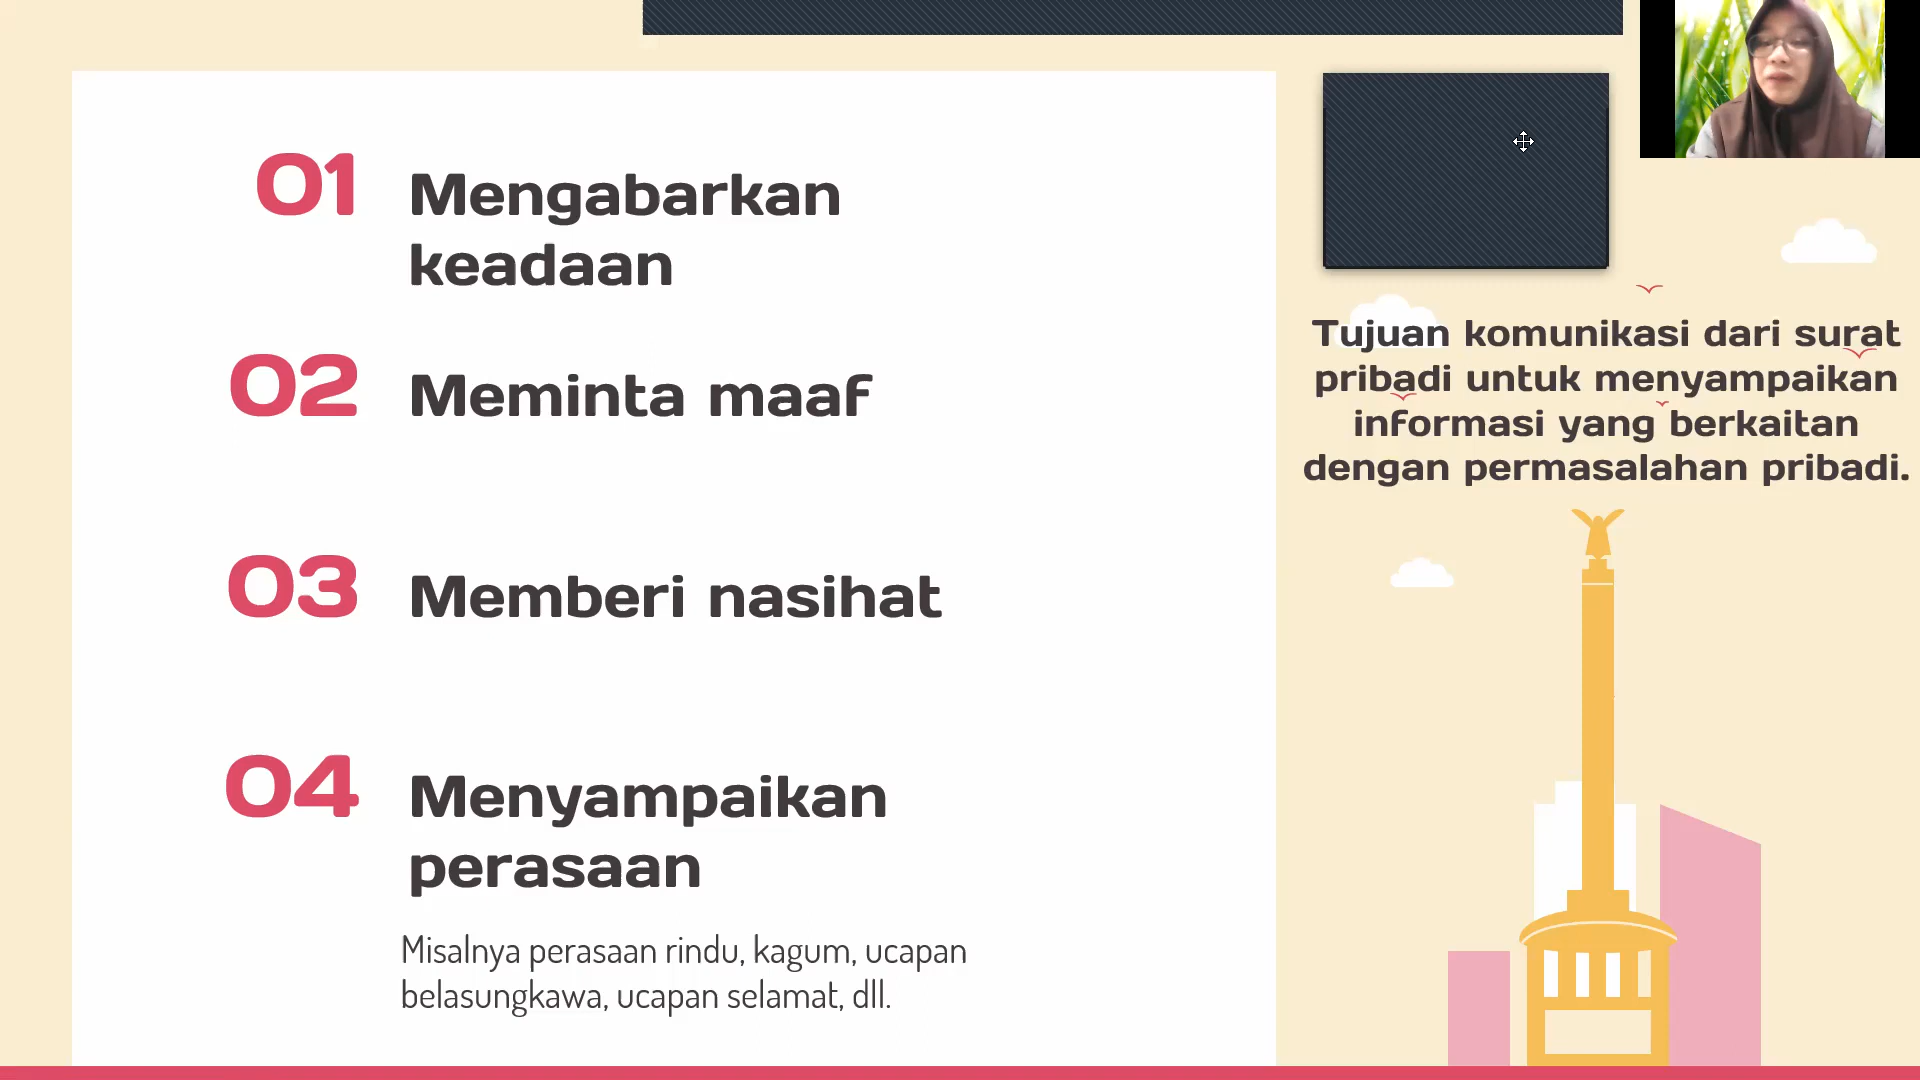 01 Mengabarkan
keadaan
02 Meminta maaf
03 Memberi nasihat
04 Menyampaikan
perasaan
Misalnya perasaan rindu, kagum, ucapan
belasungkawa, ucapan selamat, dll.
Tujuan komunikasi dari surat
pribadi untuk menyampaikan
informasi yang berkaitan
dengan permasalahan pribadi.